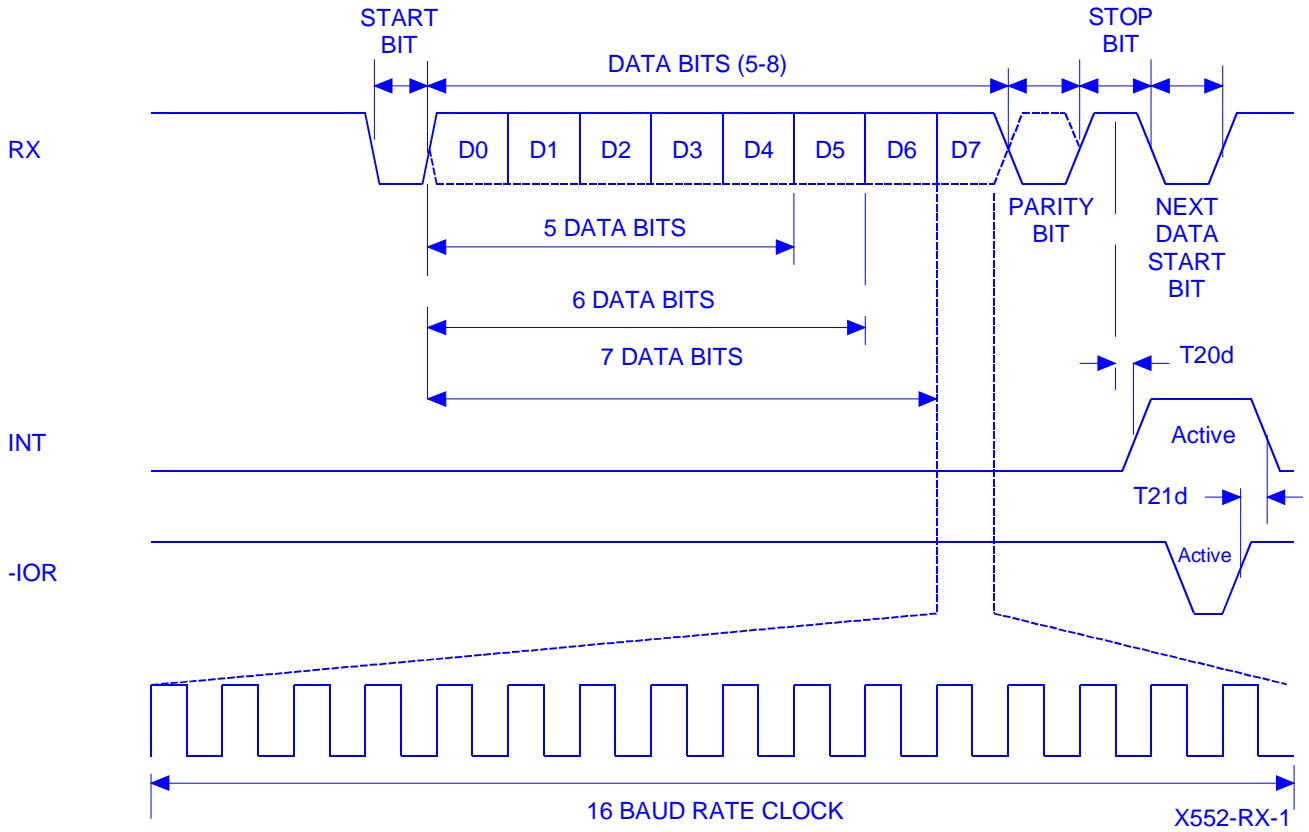 START
BIT
DATA BITS (5-8)
STOP
BIT
RX
D0 D1 D2 D3 D4 D5 D6 D7
PARITY
BIT
NEXT
DATA
START
BIT
5 DATA BITS
6 DATA BITS
7 DATA BITS
T20d
INT
Active
T21d
-IOR
Active
16 BAUD RATE CLOCK
X552-RX-1